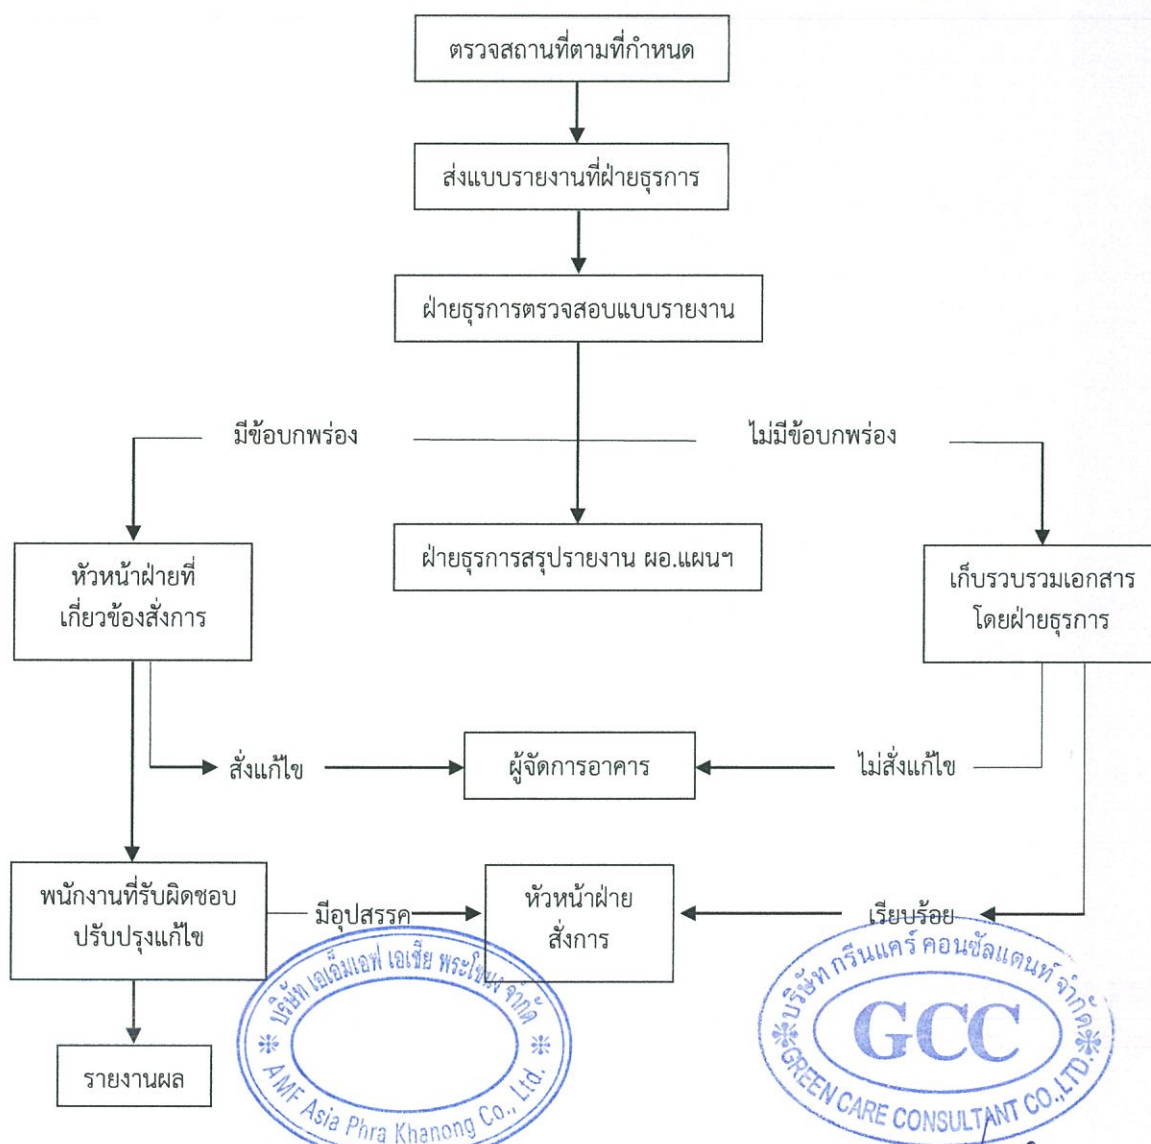 ตรวจสถานที่ตามที่กำหนด
ส่งแบบรายงานที่ฝ่ายธุรการ
ฝ่ายธุรการตรวจสอบแบบรายงาน
มีข้อบกพร่อง
ไม่มีข้อบกพร่อง
หัวหน้าฝ่ายที่
เกี่ยวข้องสั่งการ
ฝ่ายธุรการสรุปรายงาน ผอ.แผนฯ
เก็บรวบรวมเอกสาร
โดยฝ่ายธุรการ
สั่งแก้ไข
ผู้จัดการอาคาร
ไม่สั่งแก้ไข
พนักงานที่รับผิดชอบ
ปรับปรุงแก้ไข
มีอุปสรรค
หัวหน้าฝ่าย
สั่งการ
เรียบร้อย
รายงานผล
บริษัท เอเอ็มเอฟ เอเชีย พระโขนง จำกัด
AMF Asia Phra Khanong Co., Ltd.
บริษัท กรีนแคร์ คอนซัลแตนท์ จำกัด
GCC
GREEN CARE CONSULTANT CO.,LTD.